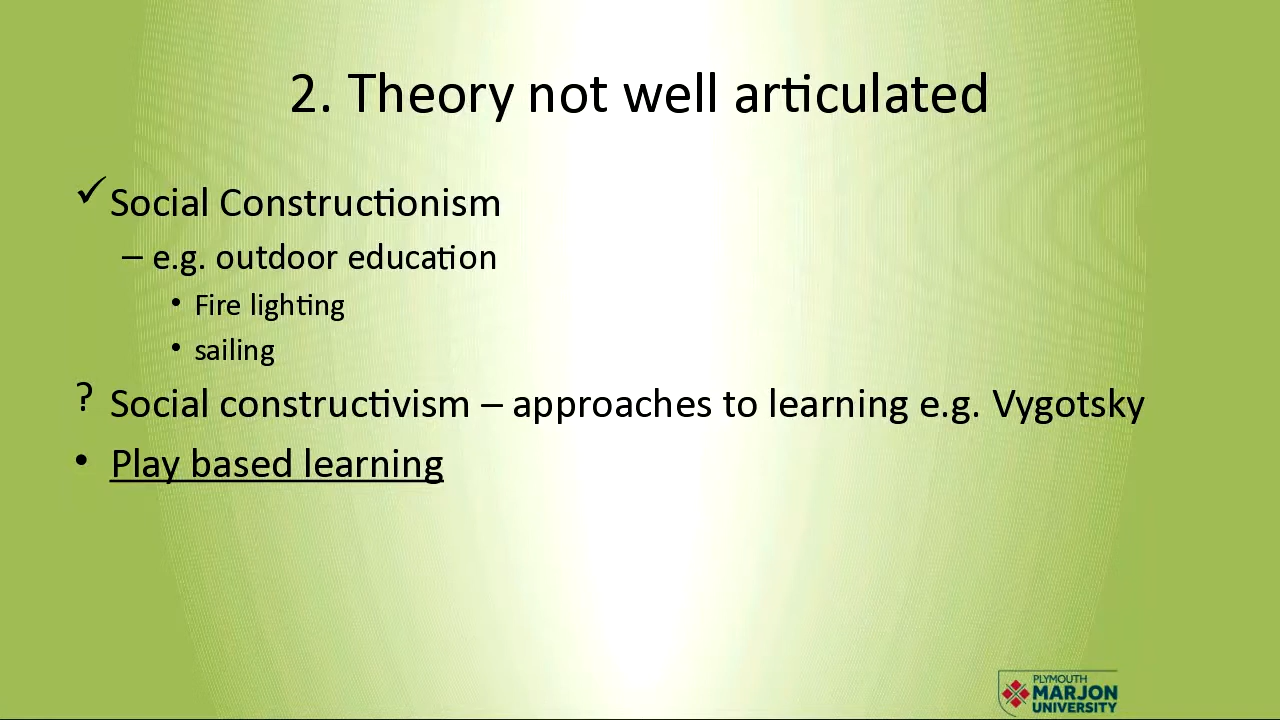 2. Theory not well articulated
✓ Social Constructionism
– e.g. outdoor education
• Fire lighting
• sailing
? Social constructivism – approaches to learning e.g. Vygotsky
• Play based learning
PLYMOUTH
MARJON
UNIVERSITY